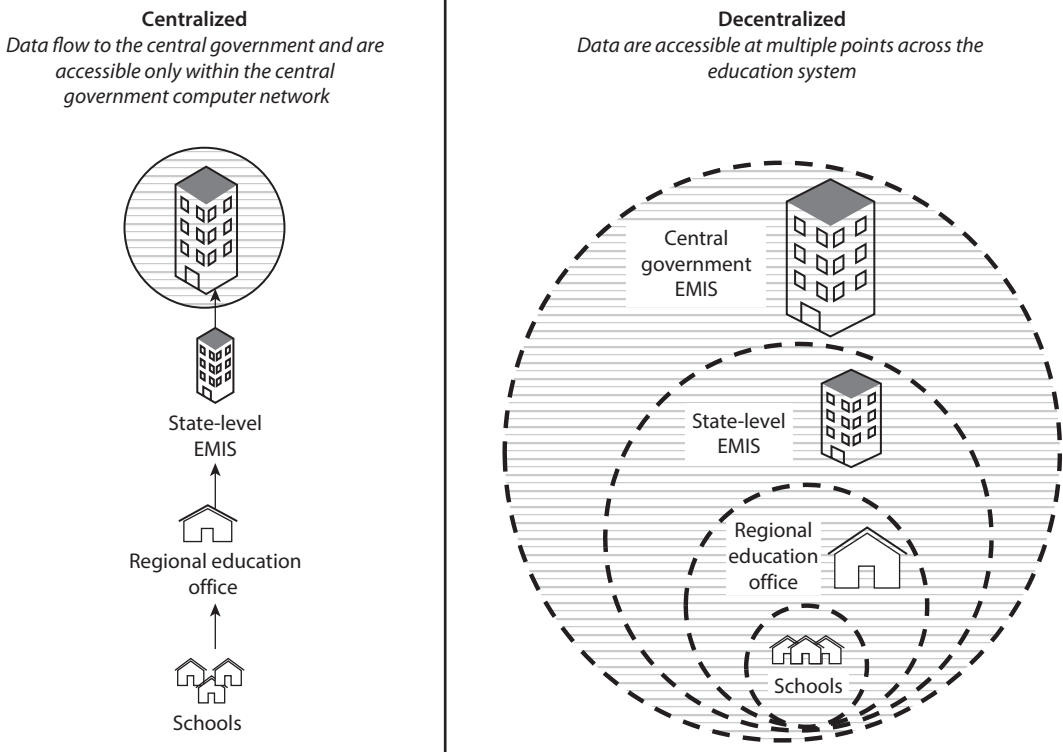 Centralized
Data flow to the central government and are
accessible only within the central
government computer network
State-level
EMIS
Regional education
office
Schools
Decentralized
Data are accessible at multiple points across the
education system
Central
government
EMIS
State-level
EMIS
Regional
education
office
Schools